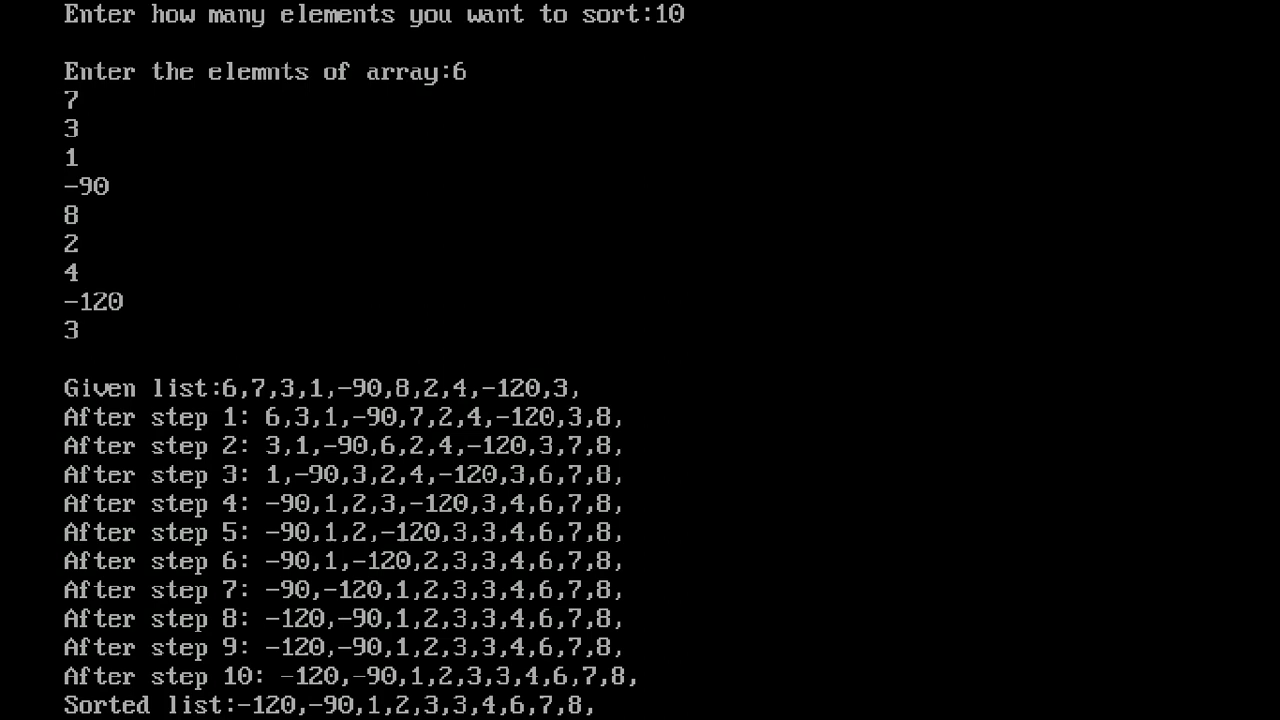 Enter how many elements you want to sort:10
Enter the elemnts of array:6
7
3
1
-90
8
2
4
-120
3
Given list:6,7,3,1,-90,8,2,4,-120,3,
After step 1: 6,3,1,-90,7,2,4,-120,3,8,
After step 2: 3,1,-90,6,2,4,-120,3,7,8,
After step 3: 1,-90,3,2,4,-120,3,6,7,8,
After step 4: -90,1,2,3,-120,3,4,6,7,8,
After step 5: -90,1,2,-120,3,3,4,6,7,8,
After step 6: -90,1,-120,2,3,3,4,6,7,8,
After step 7: -90,-120,1,2,3,3,4,6,7,8,
After step 8: -120,-90,1,2,3,3,4,6,7,8,
After step 9: -120,-90,1,2,3,3,4,6,7,8,
After step 10: -120,-90,1,2,3,3,4,6,7,8,
Sorted list:-120,-90,1,2,3,3,4,6,7,8,